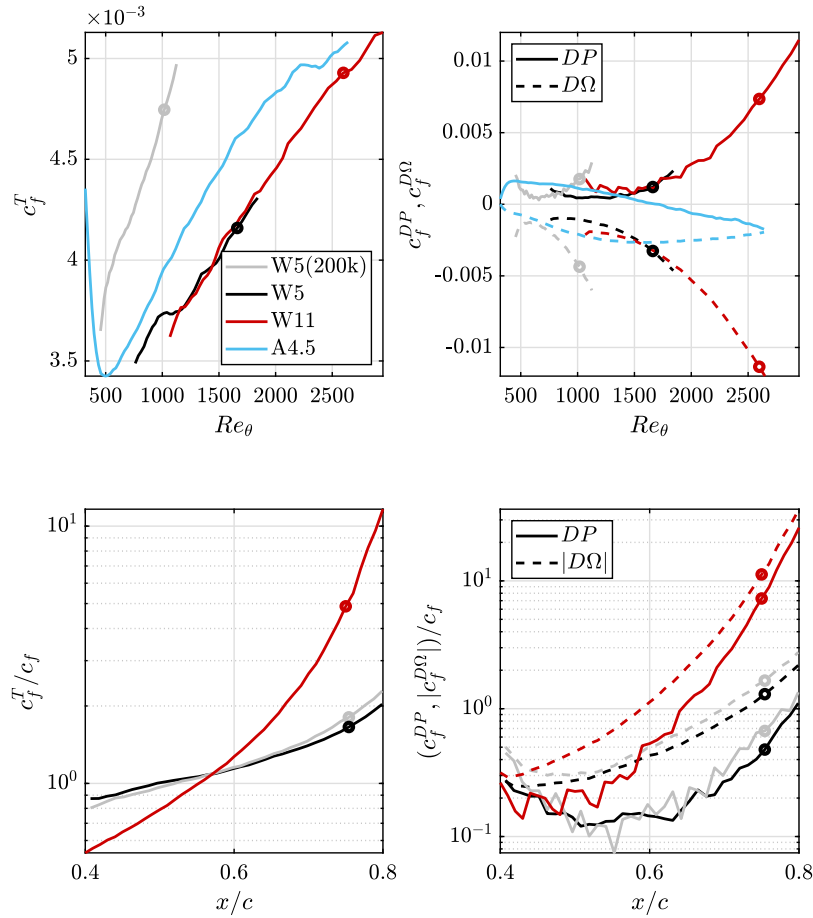 ×10⁻³
5
4.5
4
3.5
c_f^T
500 1000 1500 2000 2500
Re_θ
W5(200k)
W5
W11
A4.5
0.01
0.005
0
-0.005
-0.01
c_f^{DP}, c_f^{DΩ}
500 1000 1500 2000 2500
Re_θ
DP
DΩ
10¹
10⁰
c_f^T/c_f
0.4 0.6 0.8
x/c
10¹
10⁰
10⁻¹
(c_f^{DP}, |c_f^{DΩ}|)/c_f
0.4 0.6 0.8
x/c
DP
|DΩ|